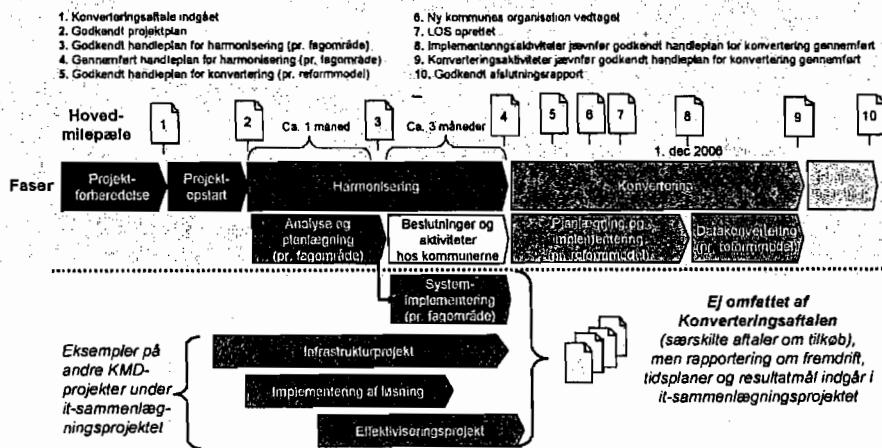 1. Konverteringsaftale indgået
2. Godkendt projektplan
3. Godkendt handleplan for harmonisering (pr. fagområde)
4. Gennemført handleplan for harmonisering (pr. fagområde)
5. Godkendt handleplan for konvertering (pr. reformmodel)
6. Ny kommunes organisation vedtaget
7. LOS oprettet
8. Implementeringsaktiviteter jævnfør godkendt handleplan for konvertering gennemført
9. Konverteringsaktiviteter jævnfør godkendt handleplan for konvertering gennemført
10. Godkendt afslutningsrapport
Hoved-
milepæle
1
2
Ca. 1 måned
3
Ca. 3 måneder
4
5
6
7
8
9
10
1. dec 2006
Faser
Projekt-
forberedelse
Projekt-
opstart
Harmonisering
Konvertering
Analyse og
planlægning
(pr. fagområde)
Beslutninger og
aktiviteter
hos kommunerne
Planlægning og
implementering
(pr. reformmodel)
Datakonvertering
(pr. reformmodel)
System-
implementering
(pr. fagområde)
Eksempler på
andre KMD-
projekter under
it-sammenlæg-
ningsprojektet
Infrastrukturprojekt
Implementering af løsning
Effektiviseringsprojekt
Ej omfattet af
Konverteringsaftalen
(særskilte aftaler om tilkøb),
men rapportering om fremdrift,
tidsplaner og resultatmål indgår i
it-sammenlægningsprojektet